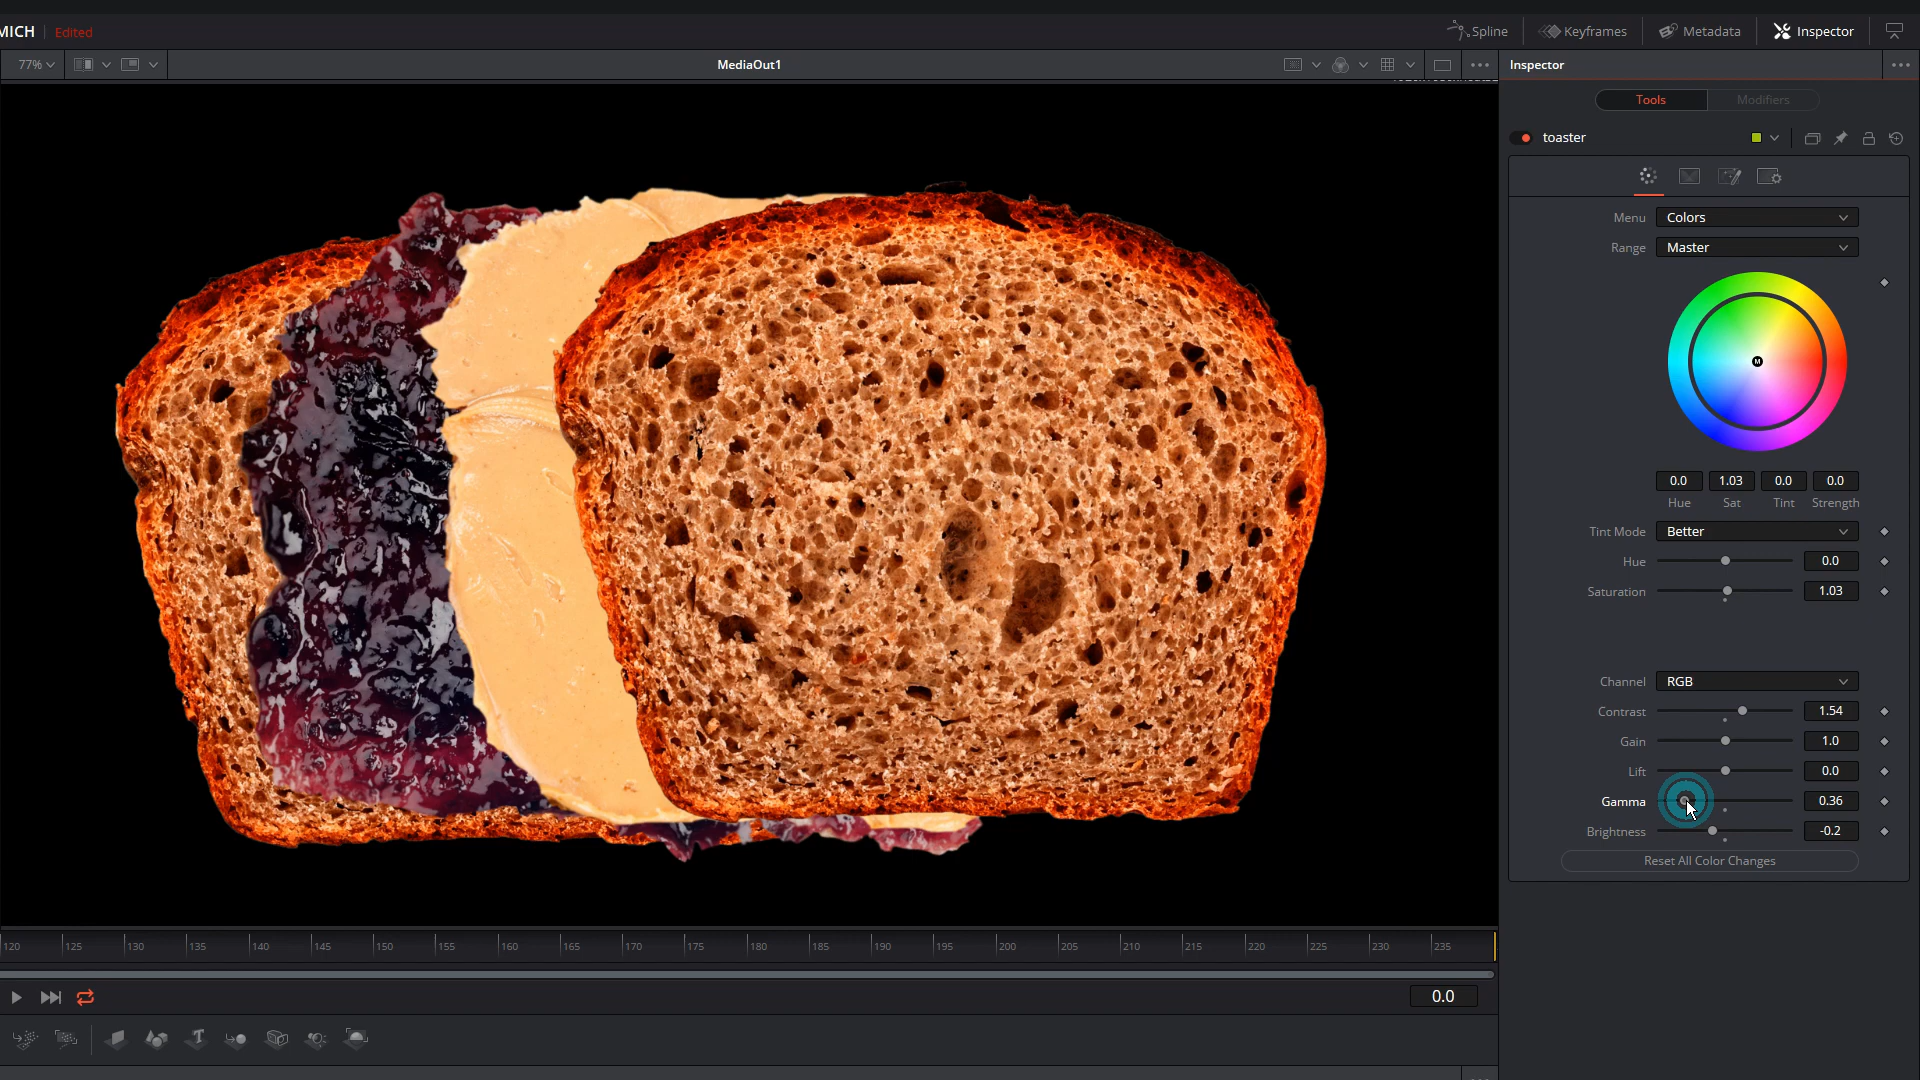 MICH
Edited
Spline
Keyframes
Metadata
Inspector
77%
MediaOut1
Inspector
Tools
Modifiers
toaster
Menu
Colors
Range
Master
M
0.0
1.03
0.0
0.0
Hue
Sat
Tint
Strength
Tint Mode
Better
Hue
0.0
Saturation
1.03
Channel
RGB
Contrast
1.54
Gain
1.0
Lift
0.0
Gamma
0.36
Brightness
-0.2
Reset All Color Changes
120
125
130
135
140
145
150
155
160
165
170
175
180
185
190
195
200
205
210
215
220
225
230
235
0.0
T